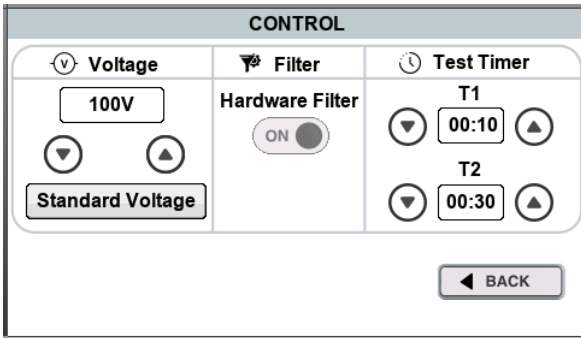 CONTROL
V Voltage
Filter
Test Timer
100V
Standard Voltage
Hardware Filter
ON
T1
00:10
T2
00:30
BACK